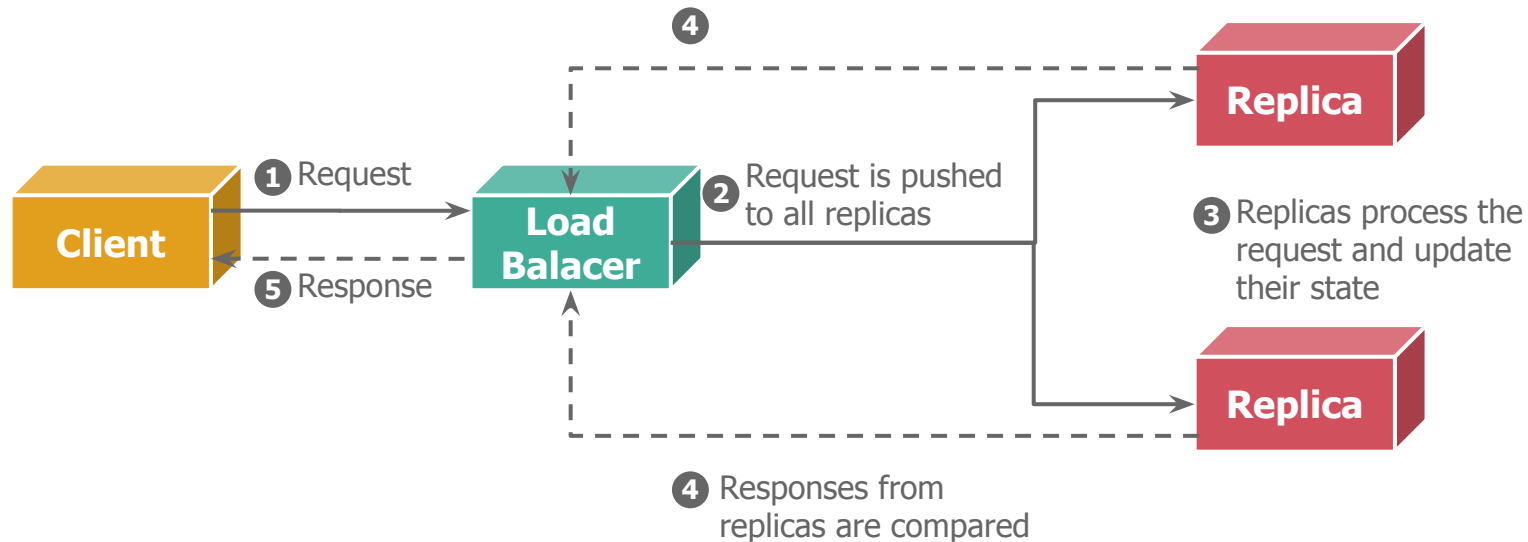 4
Replica
1 Request
Client
5 Response
Load
Balacer
2 Request is pushed
to all replicas
3 Replicas process the
request and update
their state
Replica
4 Responses from
replicas are compared